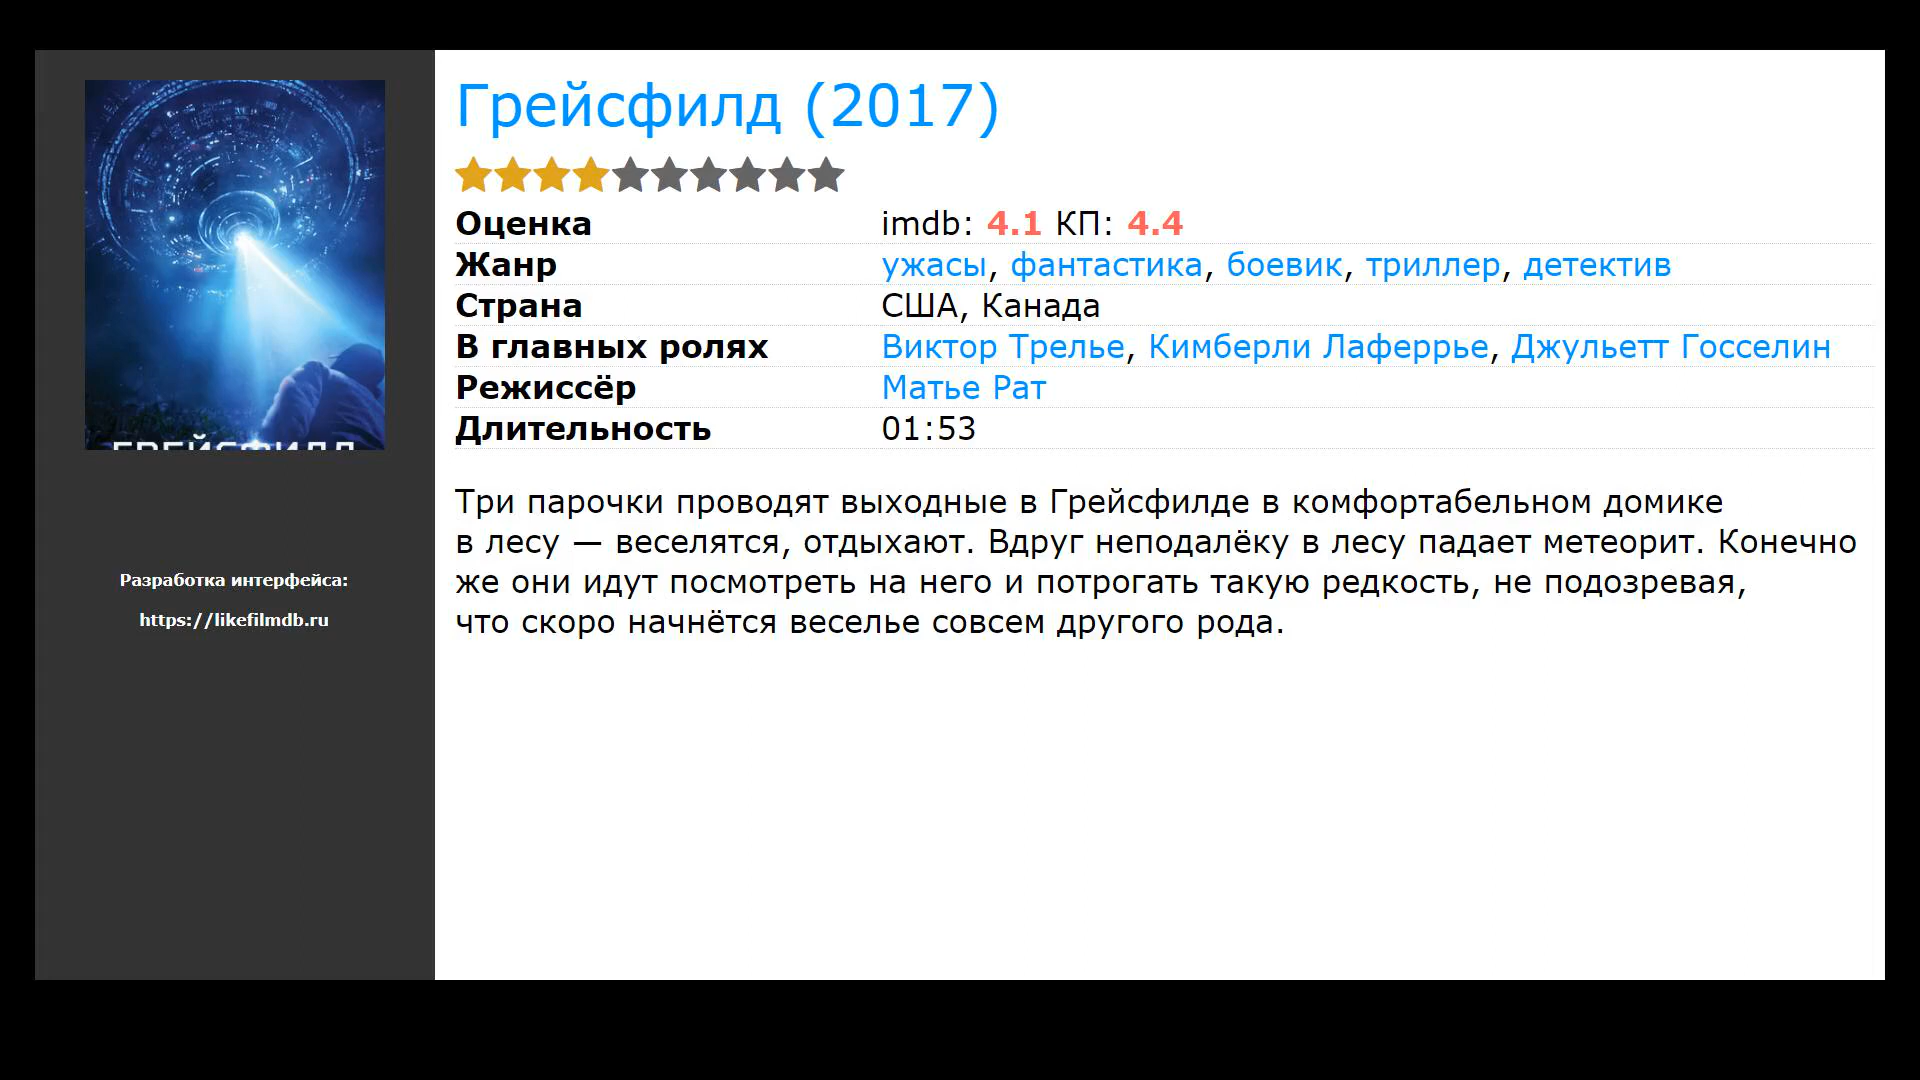 ГРЕЙСФИЛД
Разработка интерфейса:
https://likefilmdb.ru
Грейсфилд (2017)
Оценка imdb: 4.1 КП: 4.4
Жанр ужасы, фантастика, боевик, триллер, детектив
Страна США, Канада
В главных ролях Виктор Трелье, Кимберли Лаферрье, Джульетт Госселин
Режиссёр Матье Рат
Длительность 01:53
Три парочки проводят выходные в Грейсфилде в комфортабельном домике
в лесу — веселятся, отдыхают. Вдруг неподалёку в лесу падает метеорит. Конечно
же они идут посмотреть на него и потрогать такую редкость, не подозревая,
что скоро начнётся веселье совсем другого рода.